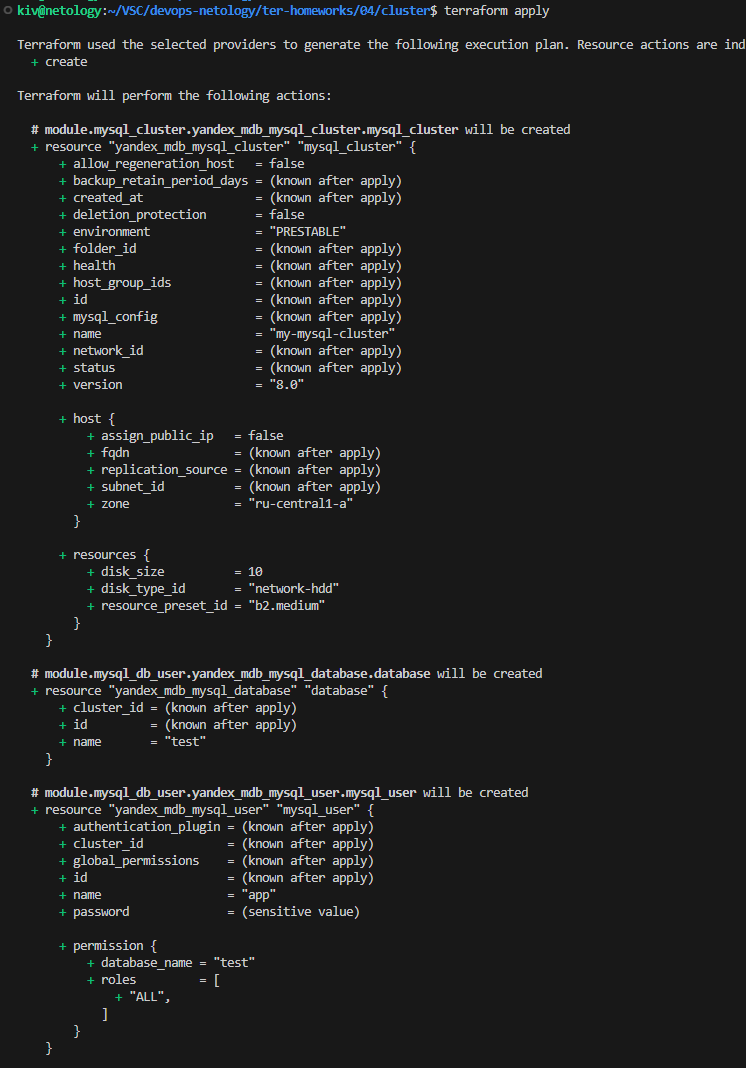 kiv@netology:~/VSC/devops-netology/ter-homeworks/04/cluster$ terraform apply
Terraform used the selected providers to generate the following execution plan. Resource actions are ind
+ create
Terraform will perform the following actions:
# module.mysql_cluster.yandex_mdb_mysql_cluster.mysql_cluster will be created
+ resource "yandex_mdb_mysql_cluster" "mysql_cluster" {
+ allow_regeneration_host   = false
+ backup_retain_period_days = (known after apply)
+ created_at                = (known after apply)
+ deletion_protection       = false
+ environment               = "PRESTABLE"
+ folder_id                 = (known after apply)
+ health                    = (known after apply)
+ host_group_ids            = (known after apply)
+ id                        = (known after apply)
+ mysql_config              = (known after apply)
+ name                      = "my-mysql-cluster"
+ network_id                = (known after apply)
+ status                    = (known after apply)
+ version                   = "8.0"
+ host {
+ assign_public_ip   = false
+ fqdn               = (known after apply)
+ replication_source = (known after apply)
+ subnet_id          = (known after apply)
+ zone               = "ru-central1-a"
}
+ resources {
+ disk_size          = 10
+ disk_type_id       = "network-hdd"
+ resource_preset_id = "b2.medium"
}
}
# module.mysql_db_user.yandex_mdb_mysql_database.database will be created
+ resource "yandex_mdb_mysql_database" "database" {
+ cluster_id = (known after apply)
+ id         = (known after apply)
+ name       = "test"
}
# module.mysql_db_user.yandex_mdb_mysql_user.mysql_user will be created
+ resource "yandex_mdb_mysql_user" "mysql_user" {
+ authentication_plugin = (known after apply)
+ cluster_id            = (known after apply)
+ global_permissions    = (known after apply)
+ id                    = (known after apply)
+ name                  = "app"
+ password              = (sensitive value)
+ permission {
+ database_name = "test"
+ roles         = [
+ "ALL",
]
}
}